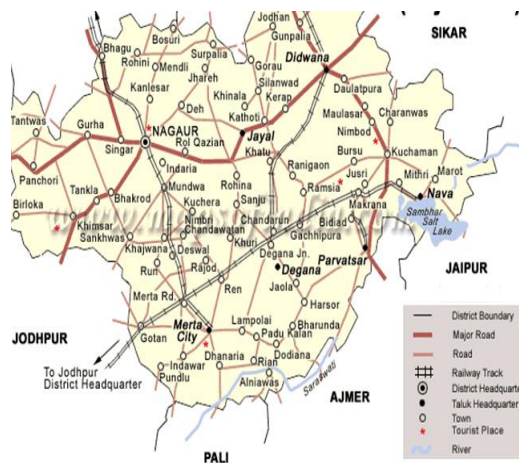 Jodhan
Bosuri
Gunpalia
SIKAR
Bhagu
Surpalia
Rohini
Mendli
Gorau
Didwana
Jhareh
Kanlesar
Silanwad
Daulatpura
Khinala
Kerap
Deh
Maulasar
Charanwas
Tantwas
Kathoti
NAGAUR
Nimbod
Gurha
Jayal
Singar
Rol Qazian
Bursu
Kuchaman
Khatu
Indaria
Ranigaon
Marot
Panchori
Jusri
Mithri
Tankla
Mundwa
Rohina
Ramsia
Nava
Bhakrod
Kuchera
Sanju
Makrana
Birloka
Nimbri
Chandarun
Bidiad
Sambhar
Salt
Lake
Khimsar
Chandawatan
Sankhwas
Khuri
Gachhipura
Khajwana
Deswal
Degana Jn.
Parvatsar
Run
Rajod
Degana
JAIPUR
Ren
Jaola
Merta Rd.
Harsor
JODHPUR
Merta
City
Lampolai
Bharunda
Gotan
Padu Kalan
To Jodhpur
District Headquarter
Dhanaria
Dodiana
Indawar
Rian
Pundlu
Alniawas
Saraswati
AJMER
PALI
District Boundary
Major Road
Road
Railway Track
District Headquarte
Taluk Headquarter
Town
Tourist Place
River